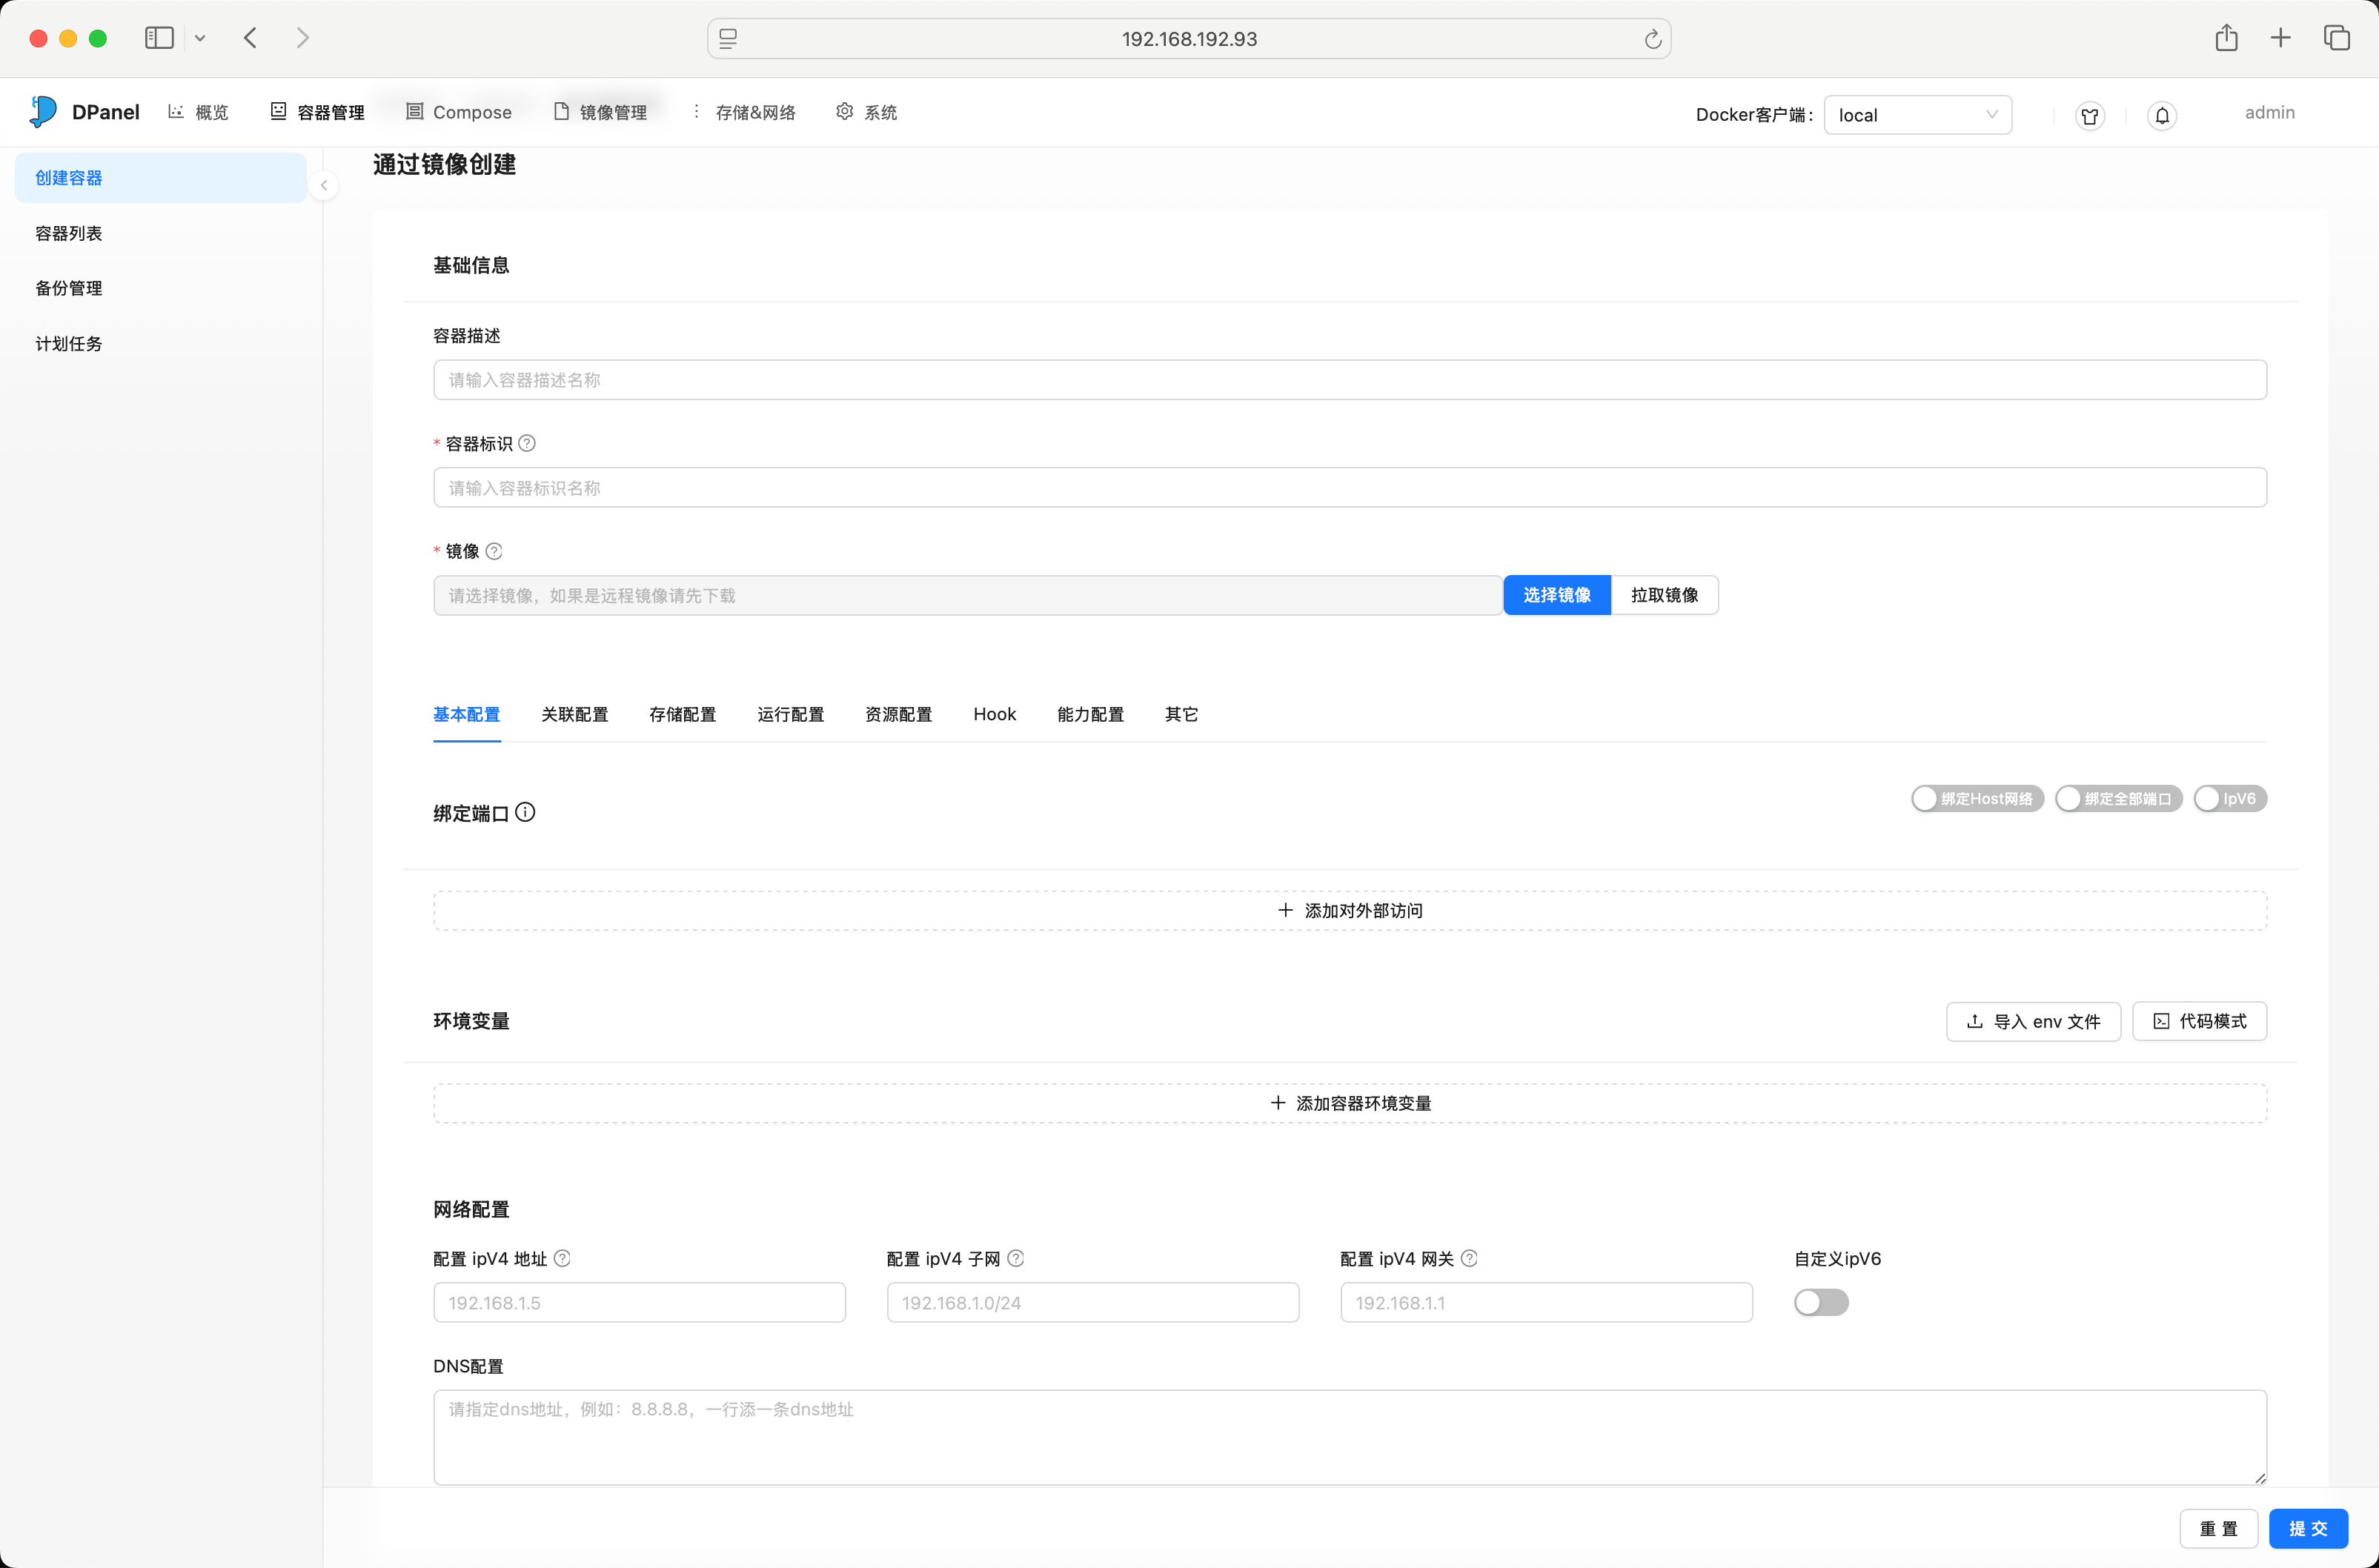 192.168.192.93
DPanel 概览 容器管理 Compose 镜像管理 存储&网络 系统 Docker客户端： local admin
创建容器
容器列表
备份管理
计划任务
通过镜像创建
基础信息
容器描述
请输入容器描述名称
* 容器标识
请输入容器标识名称
* 镜像
请选择镜像，如果是远程镜像请先下载 选择镜像 拉取镜像
基本配置 关联配置 存储配置 运行配置 资源配置 Hook 能力配置 其它
绑定端口 绑定Host网络 绑定全部端口 IpV6
+ 添加对外部访问
环境变量 导入 env 文件 代码模式
+ 添加容器环境变量
网络配置
配置 ipV4 地址 配置 ipV4 子网 配置 ipV4 网关 自定义ipV6
192.168.1.5 192.168.1.0/24 192.168.1.1
DNS配置
请指定dns地址，例如：8.8.8.8，一行添一条dns地址
重 置 提 交